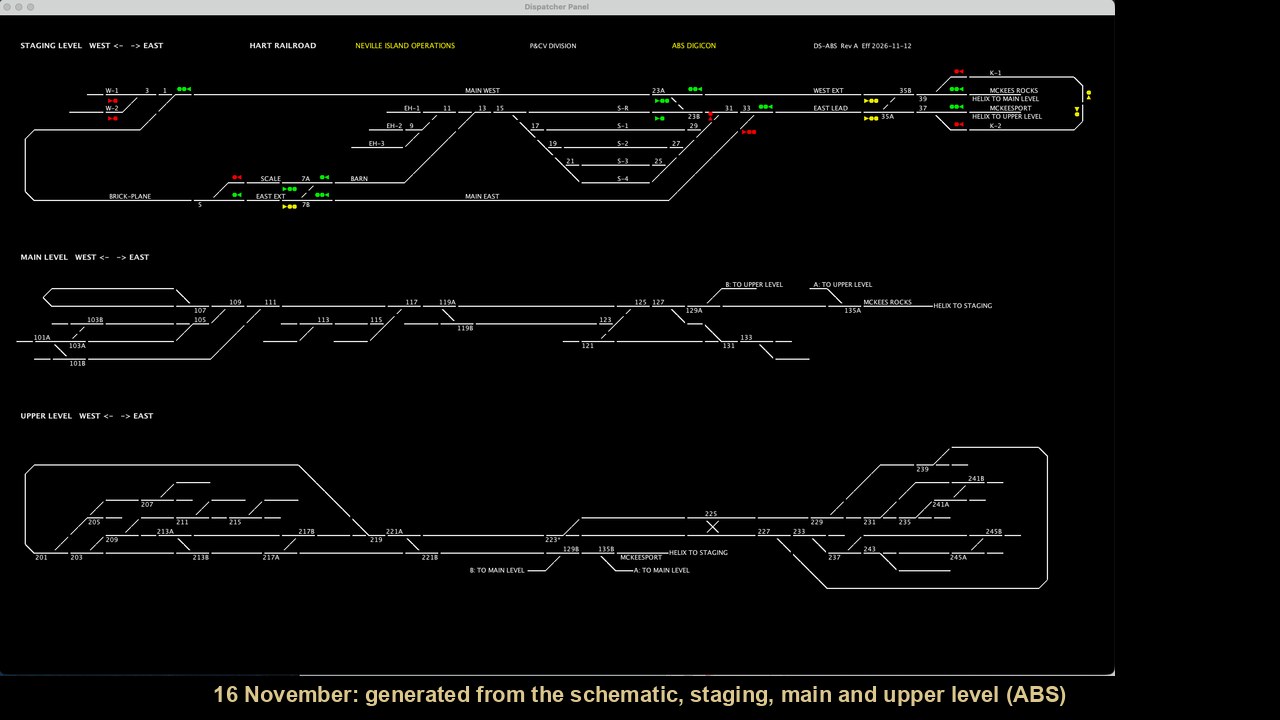 Dispatcher Panel
STAGING LEVEL WEST <- -> EAST HART RAILROAD NEVILLE ISLAND OPERATIONS P&CV DIVISION ABS DIGICON DS-ABS Rev A Eff 2026-11-12
K-1
W-1 3 1 MAIN WEST 23A WEST EXT 35B MCKEES ROCKS
39 HELIX TO MAIN LEVEL
W-2 EH-1 11 13 15 S-R 31 33 EAST LEAD 37 MCKEESPORT
23B 35A HELIX TO UPPER LEVEL
EH-2 9 17 S-1 29 K-2
EH-3 19 S-2 27
21 S-3 25
SCALE 7A BARN S-4
BRICK-PLANE EAST EXT MAIN EAST
5 7B
MAIN LEVEL WEST <- -> EAST
B: TO UPPER LEVEL A: TO UPPER LEVEL
109 111 117 119A 125 127 MCKEES ROCKS HELIX TO STAGING
107 129A 135A
103B 105 113 115 123
119B
101A 133
103A 121 131
101B
UPPER LEVEL WEST <- -> EAST
239
241B
207 241A
225
205 211 215 229 231 235
213A 217B 221A 227 233 245B
209 219 223*
129B 135B 243
HELIX TO STAGING
201 203 213B 217A 221B MCKEESPORT 237 245A
B: TO MAIN LEVEL A: TO MAIN LEVEL
16 November: generated from the schematic, staging, main and upper level (ABS)